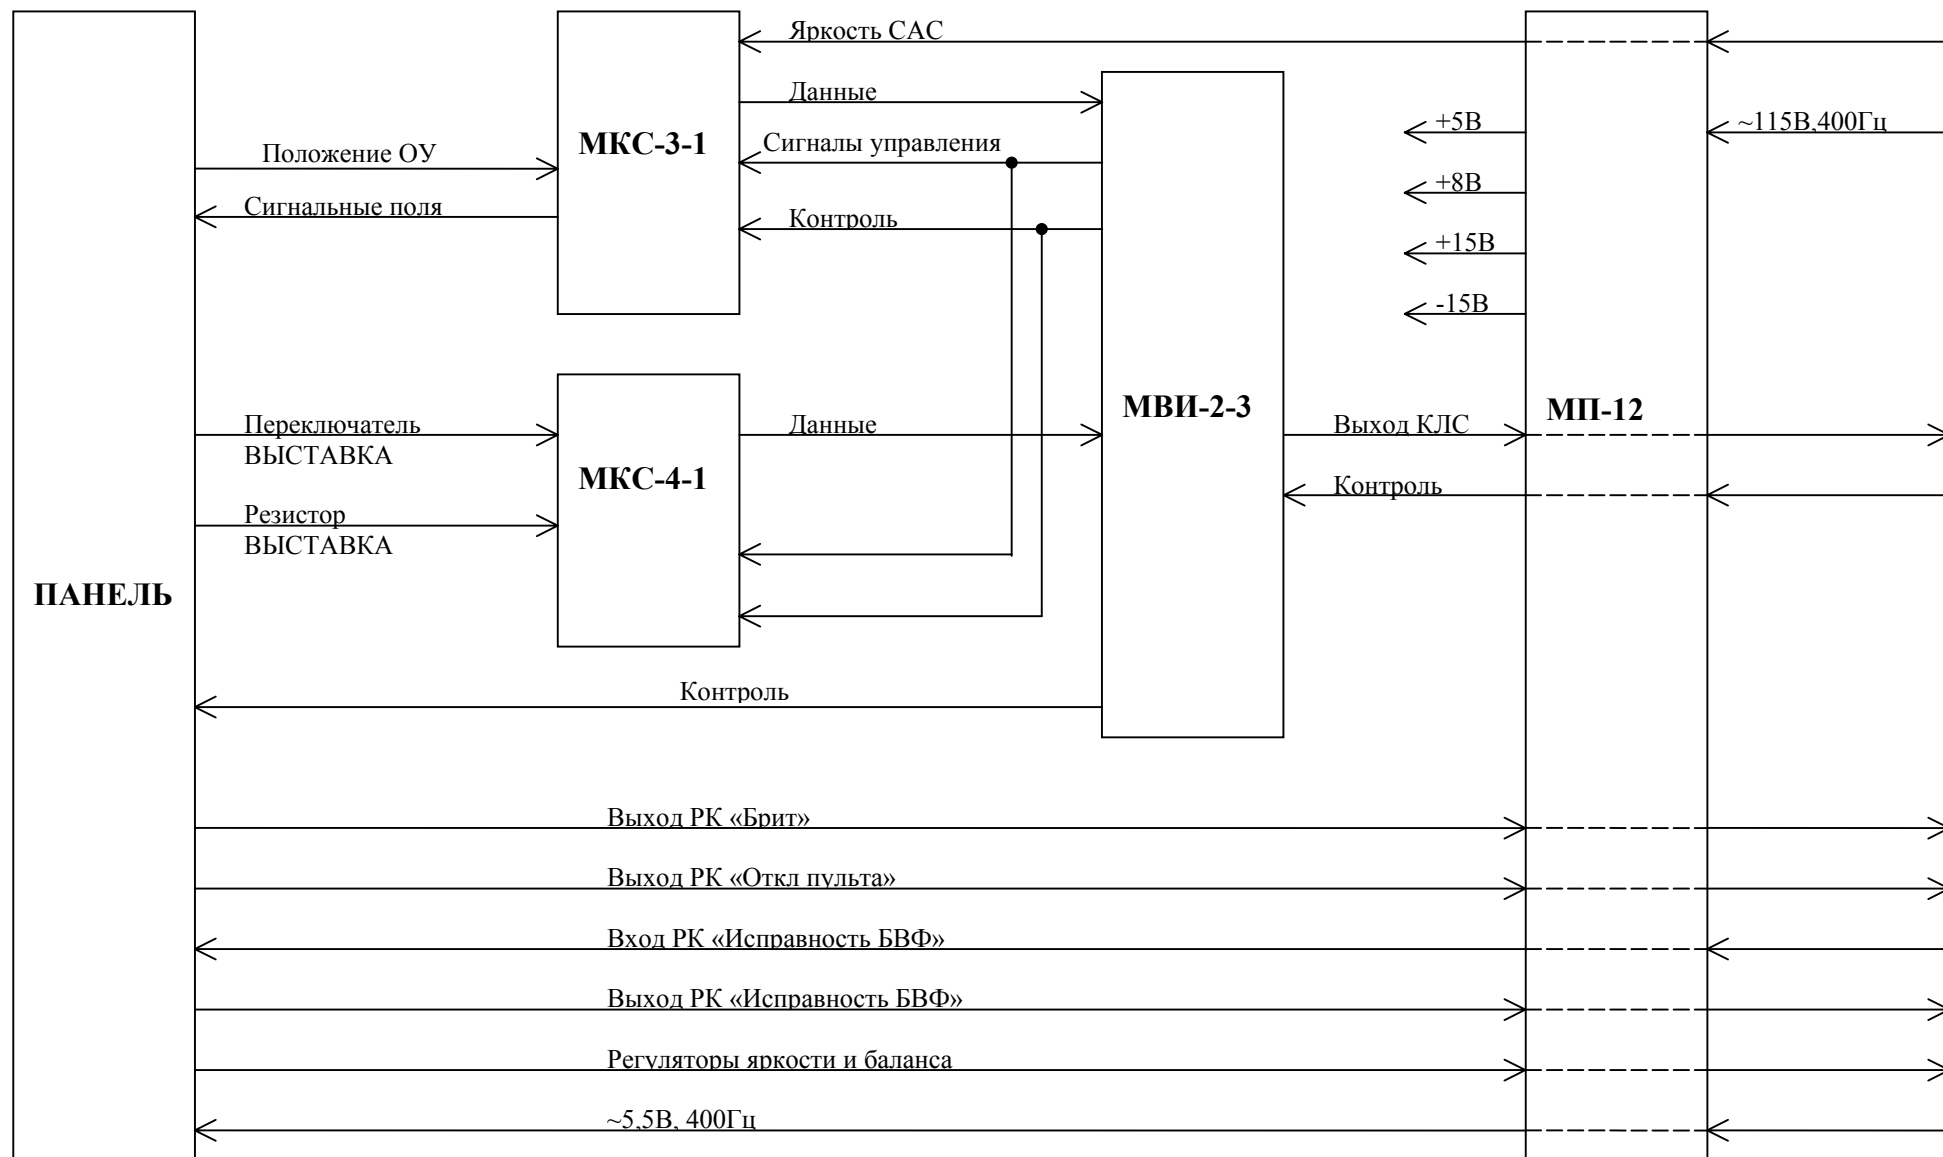 Яркость САС
Данные
+5В
~115В,400Гц
МКС-3-1
Сигналы управления
Положение ОУ
+8В
Сигнальные поля
Контроль
+15В
-15В
МВИ-2-3
МП-12
Переключатель
ВЫСТАВКА
Данные
Выход КЛС
МКС-4-1
Контроль
Резистор
ВЫСТАВКА
ПАНЕЛЬ
Контроль
Выход РК «Брит»
Выход РК «Откл пульта»
Вход РК «Исправность БВФ»
Выход РК «Исправность БВФ»
Регуляторы яркости и баланса
~5,5В, 400Гц